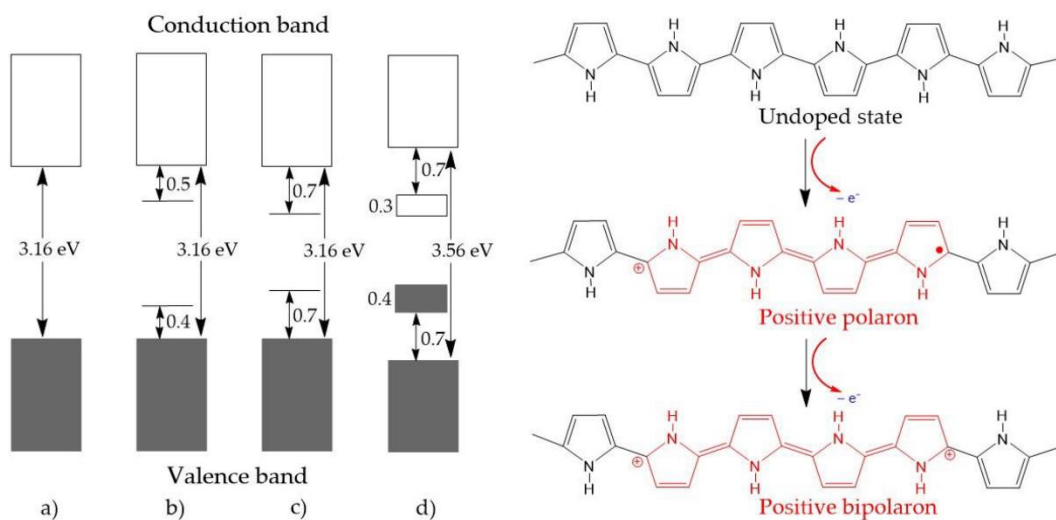 Conduction band
0.5
0.7
0.7
0.3
3.16 eV
3.16 eV
3.16 eV
3.56 eV
0.4
0.7
0.4
0.7
Valence band
a)
b)
c)
d)
H
N
H
N
H
N
N
H
N
H
N
H
Undoped state
– e⁻
H
N
H
N
H
N
N
H
N
H
N
H
⊕
Positive polaron
– e⁻
H
N
H
N
H
N
N
H
N
H
N
H
⊕
⊕
Positive bipolaron